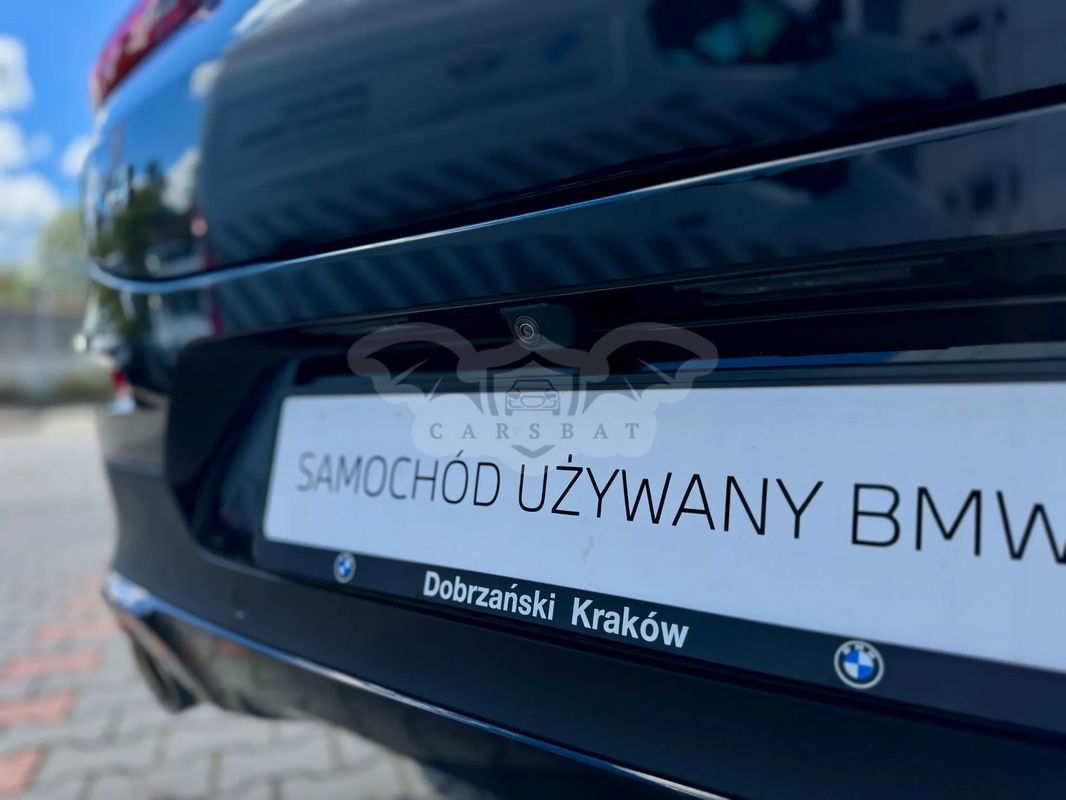 CARSBAT
SAMOCHÓD UŻYWANY BMW
Dobrzański Kraków